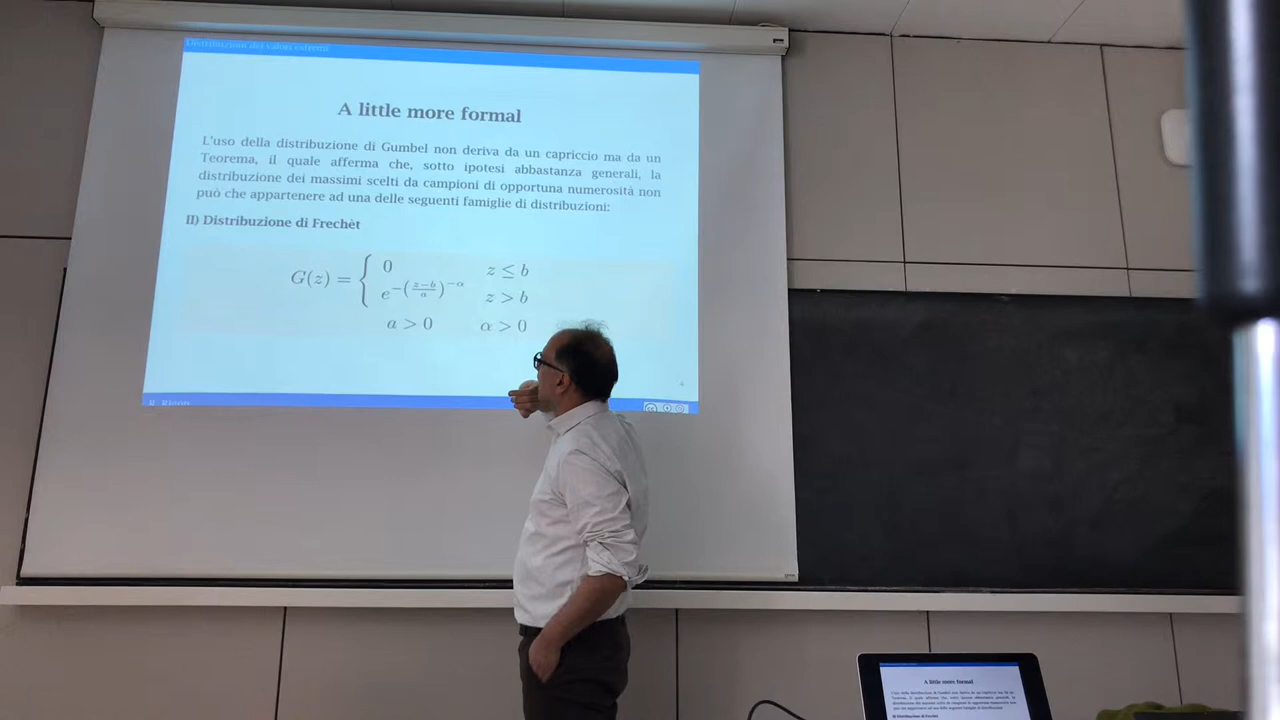 Distribuzioni dei valori estremi
A little more formal
L'uso della distribuzione di Gumbel non deriva da un capriccio ma da un
Teorema, il quale afferma che, sotto ipotesi abbastanza generali, la
distribuzione dei massimi scelti da campioni di opportuna numerosità non
può che appartenere ad una delle seguenti famiglie di distribuzioni:
II) Distribuzione di Frechèt
G(z) = { 0 z ≤ b
e^{-((z-b)/a)^{-α}} z > b
a > 0 α > 0
4
R. Rigon
A little more formal